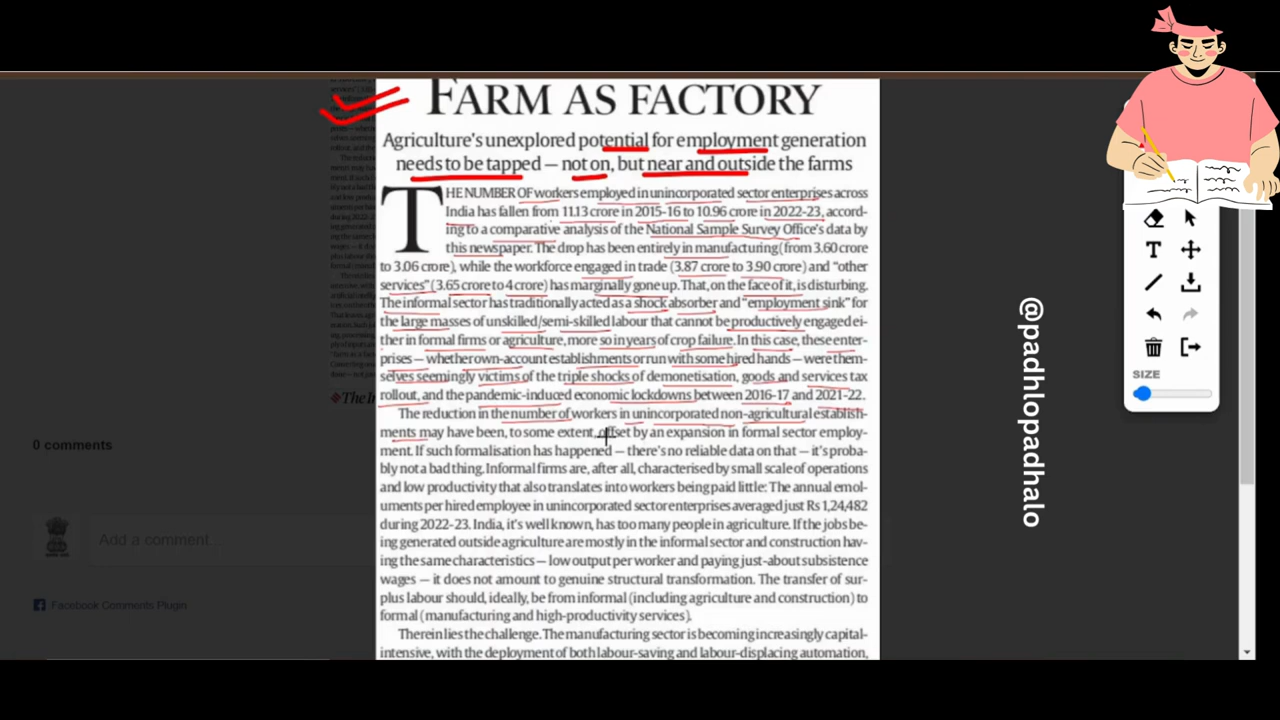 FARM AS FACTORY
Agriculture's unexplored potential for employment generation
needs to be tapped — not on, but near and outside the farms
THE NUMBER OF workers employed in unincorporated sector enterprises across
India has fallen from 11.13 crore in 2015-16 to 10.96 crore in 2022-23, accord-
ing to a comparative analysis of the National Sample Survey Office's data by
this newspaper. The drop has been entirely in manufacturing (from 3.60 crore
to 3.06 crore), while the workforce engaged in trade (3.87 crore to 3.90 crore) and "other
services" (3.65 crore to 4 crore) has marginally gone up. That, on the face of it, is disturbing.
The informal sector has traditionally acted as a shock absorber and "employment sink" for
the large masses of unskilled/semi-skilled labour that cannot be productively engaged ei-
ther in formal firms or agriculture, more so in years of crop failure. In this case, these enter-
prises — whether own-account establishments or run with some hired hands — were them-
selves seemingly victims of the triple shocks of demonetisation, goods and services tax
rollout, and the pandemic-induced economic lockdowns between 2016-17 and 2021-22.
The reduction in the number of workers in unincorporated non-agricultural establish-
ments may have been, to some extent, offset by an expansion in formal sector employ-
ment. If such formalisation has happened — there's no reliable data on that — it's proba-
bly not a bad thing. Informal firms are, after all, characterised by small scale of operations
and low productivity that also translates into workers being paid little: The annual emol-
uments per hired employee in unincorporated sector enterprises averaged just Rs 1,24,482
during 2022-23. India, it's well known, has too many people in agriculture. If the jobs be-
ing generated outside agriculture are mostly in the informal sector and construction hav-
ing the same characteristics — low output per worker and paying just-about subsistence
wages — it does not amount to genuine structural transformation. The transfer of sur-
plus labour should, ideally, be from informal (including agriculture and construction) to
formal (manufacturing and high-productivity services).
Therein lies the challenge. The manufacturing sector is becoming increasingly capital-
intensive, with the deployment of both labour-saving and labour-displacing automation,
0 comments
Add a comment...
Facebook Comments Plugin
T
SIZE
@padhlopadhalo